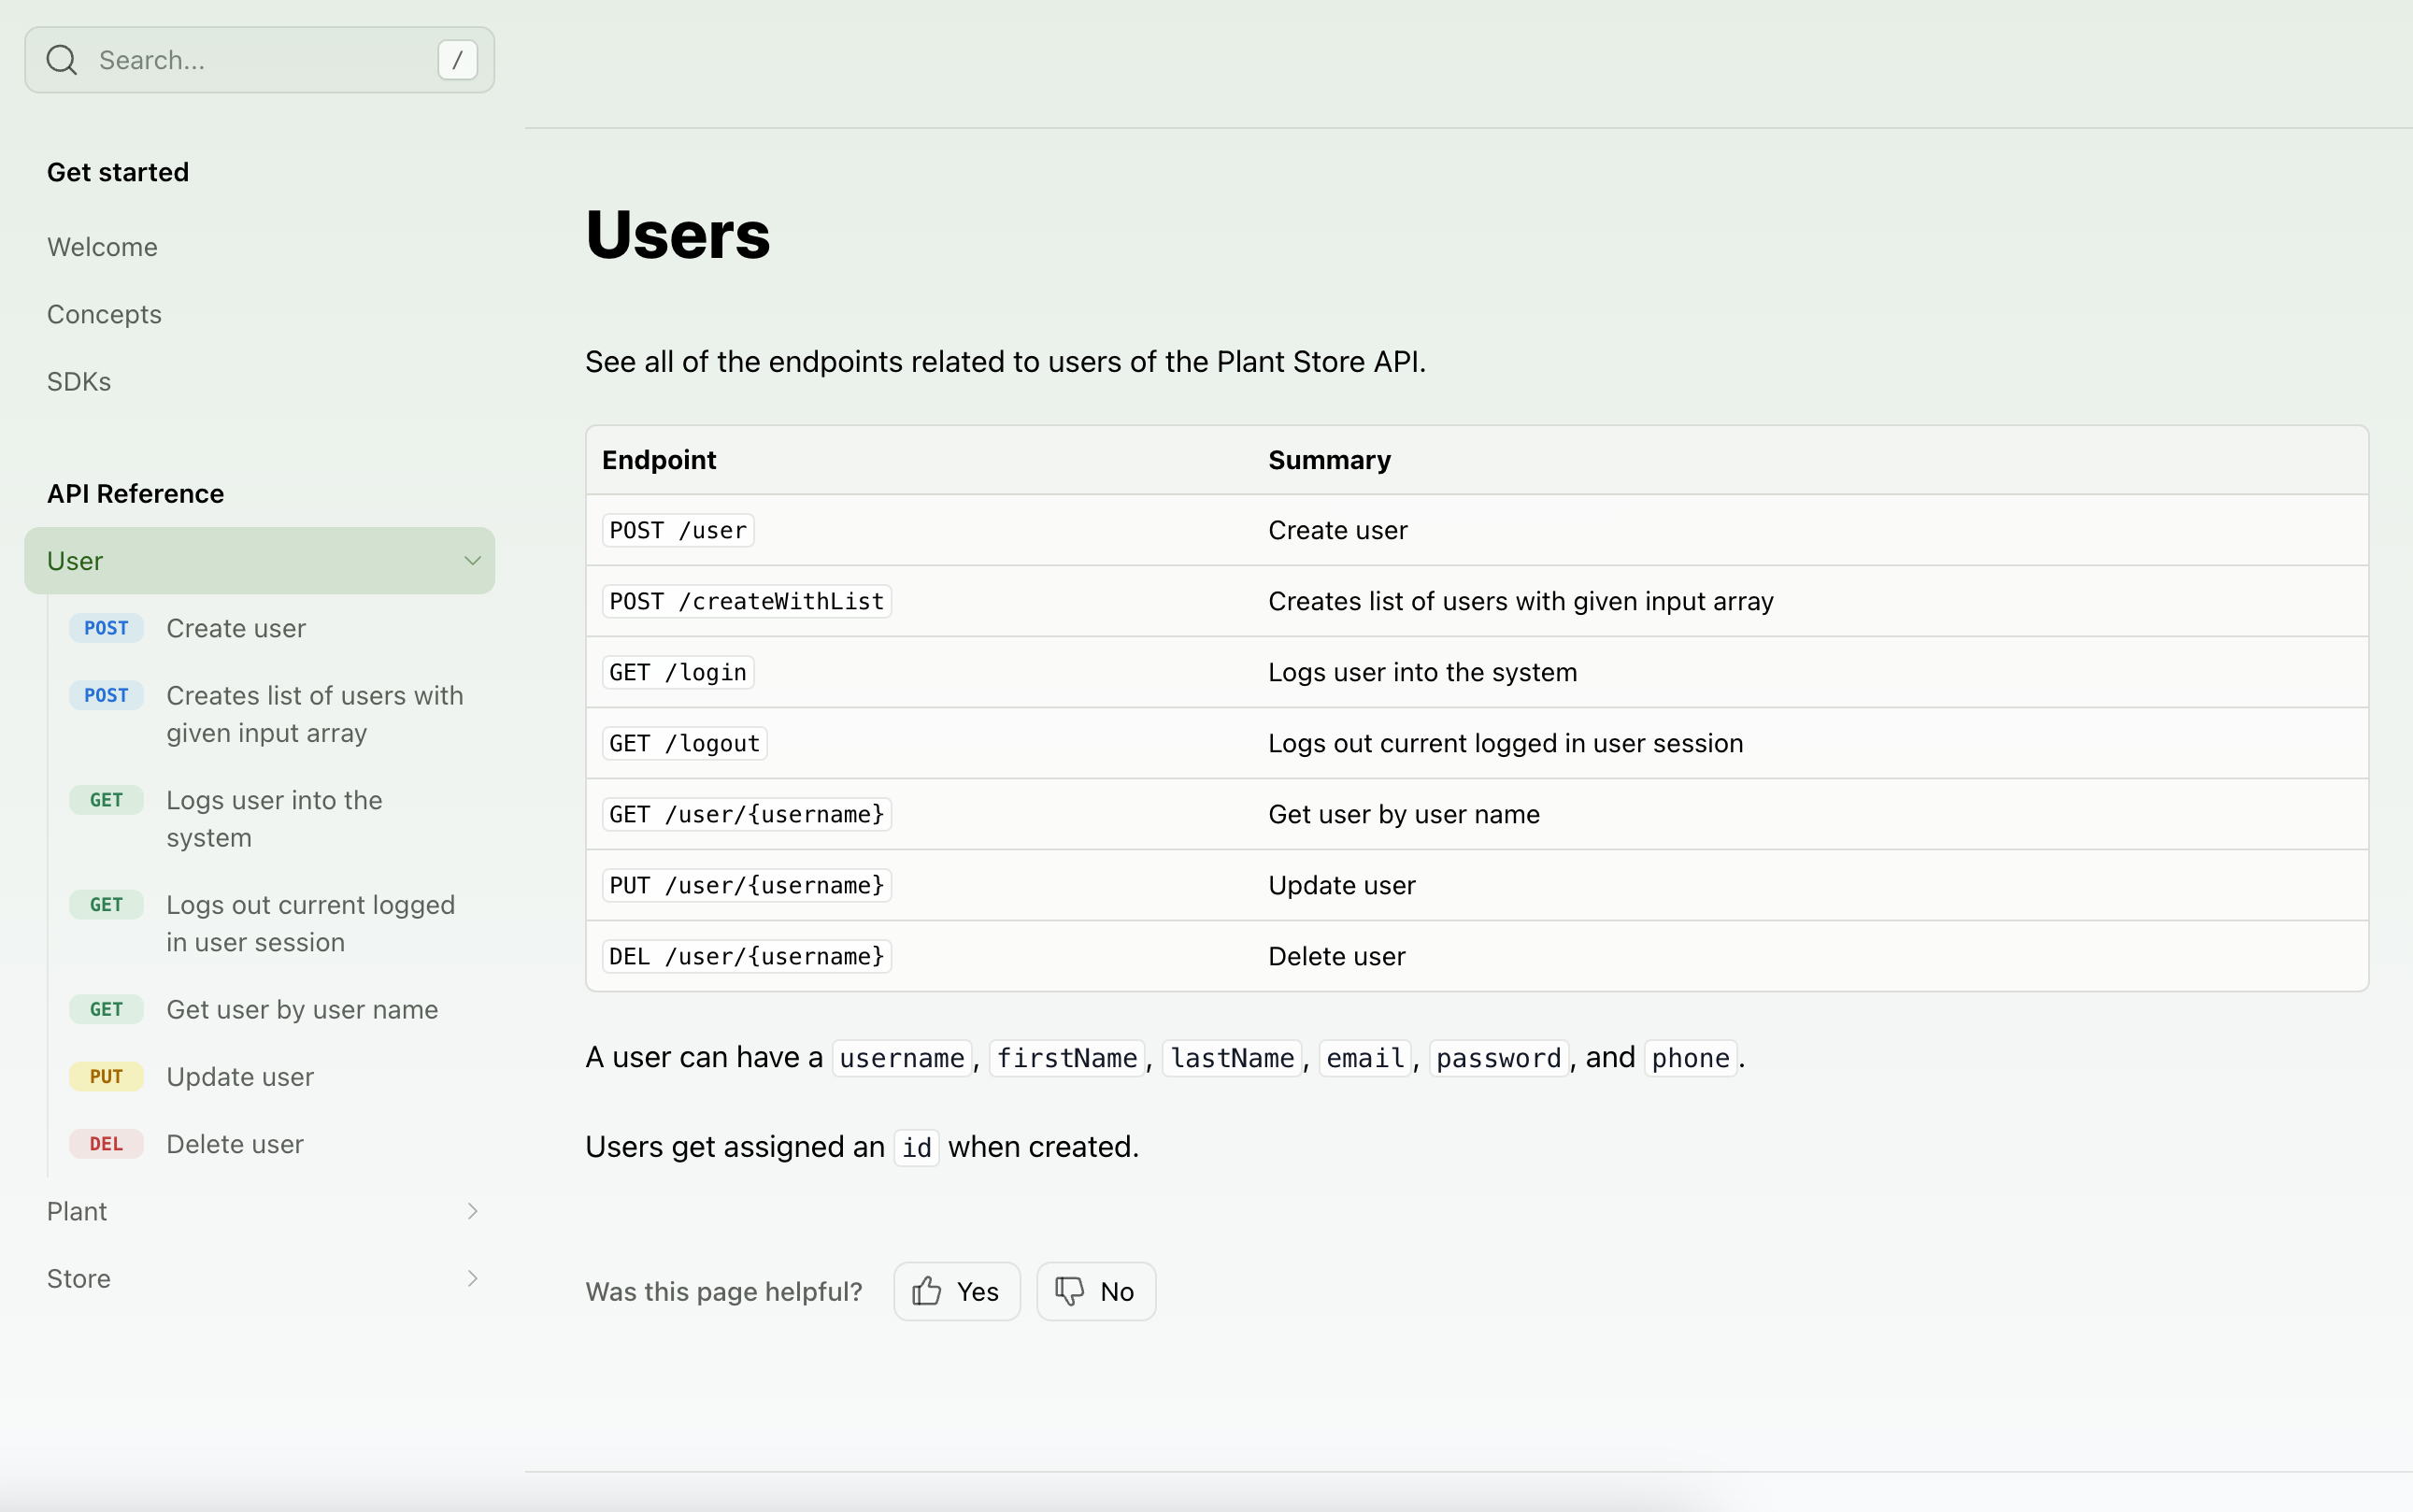 Search...
/
Get started
Welcome
Concepts
SDKs
API Reference
User
POST Create user
POST Creates list of users with
given input array
GET Logs user into the
system
GET Logs out current logged
in user session
GET Get user by user name
PUT Update user
DEL Delete user
Plant
Store
Users
See all of the endpoints related to users of the Plant Store API.
Endpoint Summary
POST /user Create user
POST /createWithList Creates list of users with given input array
GET /login Logs user into the system
GET /logout Logs out current logged in user session
GET /user/{username} Get user by user name
PUT /user/{username} Update user
DEL /user/{username} Delete user
A user can have a username, firstName, lastName, email, password, and phone.
Users get assigned an id when created.
Was this page helpful? Yes No